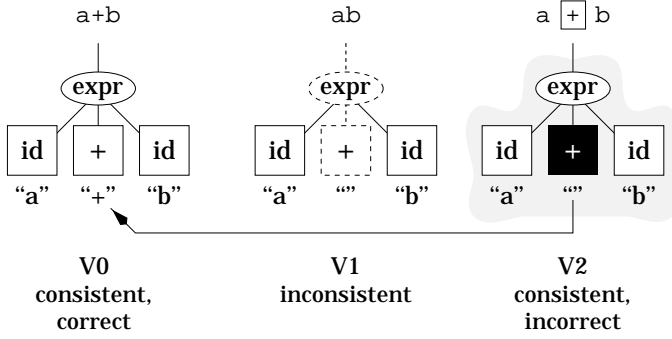 a+b ab a + b
expr expr expr
id + id id + id id + id
“a” “+” “b” “a” “” “b” “a” “” “b”
V0 V1 V2
consistent, inconsistent consistent,
correct incorrect